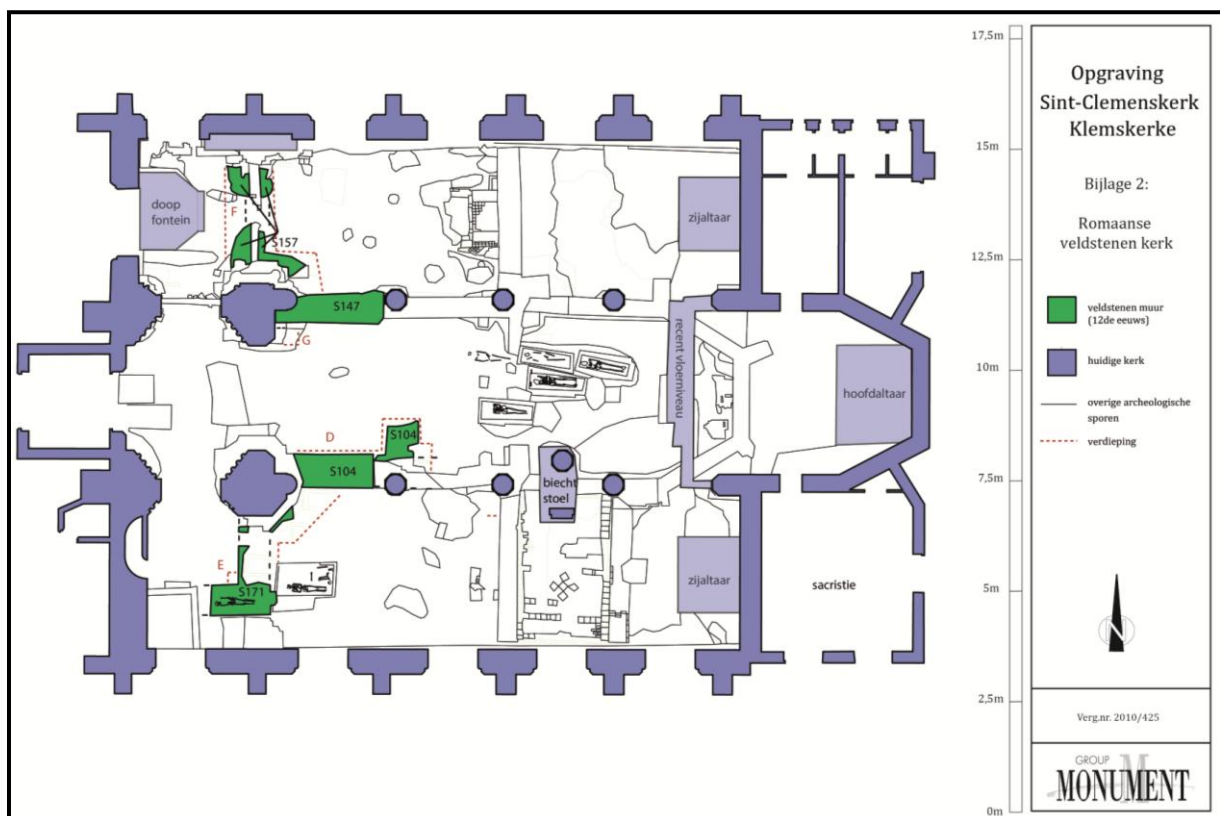 doop
fontein
F
S157
S147
G
D
S104
S104
E
S171
biecht
stoel
zijaltaar
recent vloerniveau
zijaltaar
hoofdaltaar
sacristie
17,5m
15m
12,5m
10m
7,5m
5m
2,5m
0m
Opgraving
Sint-Clemenskerk
Klemskerke
Bijlage 2:
Romaanse
veldstenen kerk
veldstenen muur
(12de eeuws)
huidige kerk
overige archeologische
sporen
verdieping
N
Verg.nr. 2010/425
GROUP
M
MONUMENT